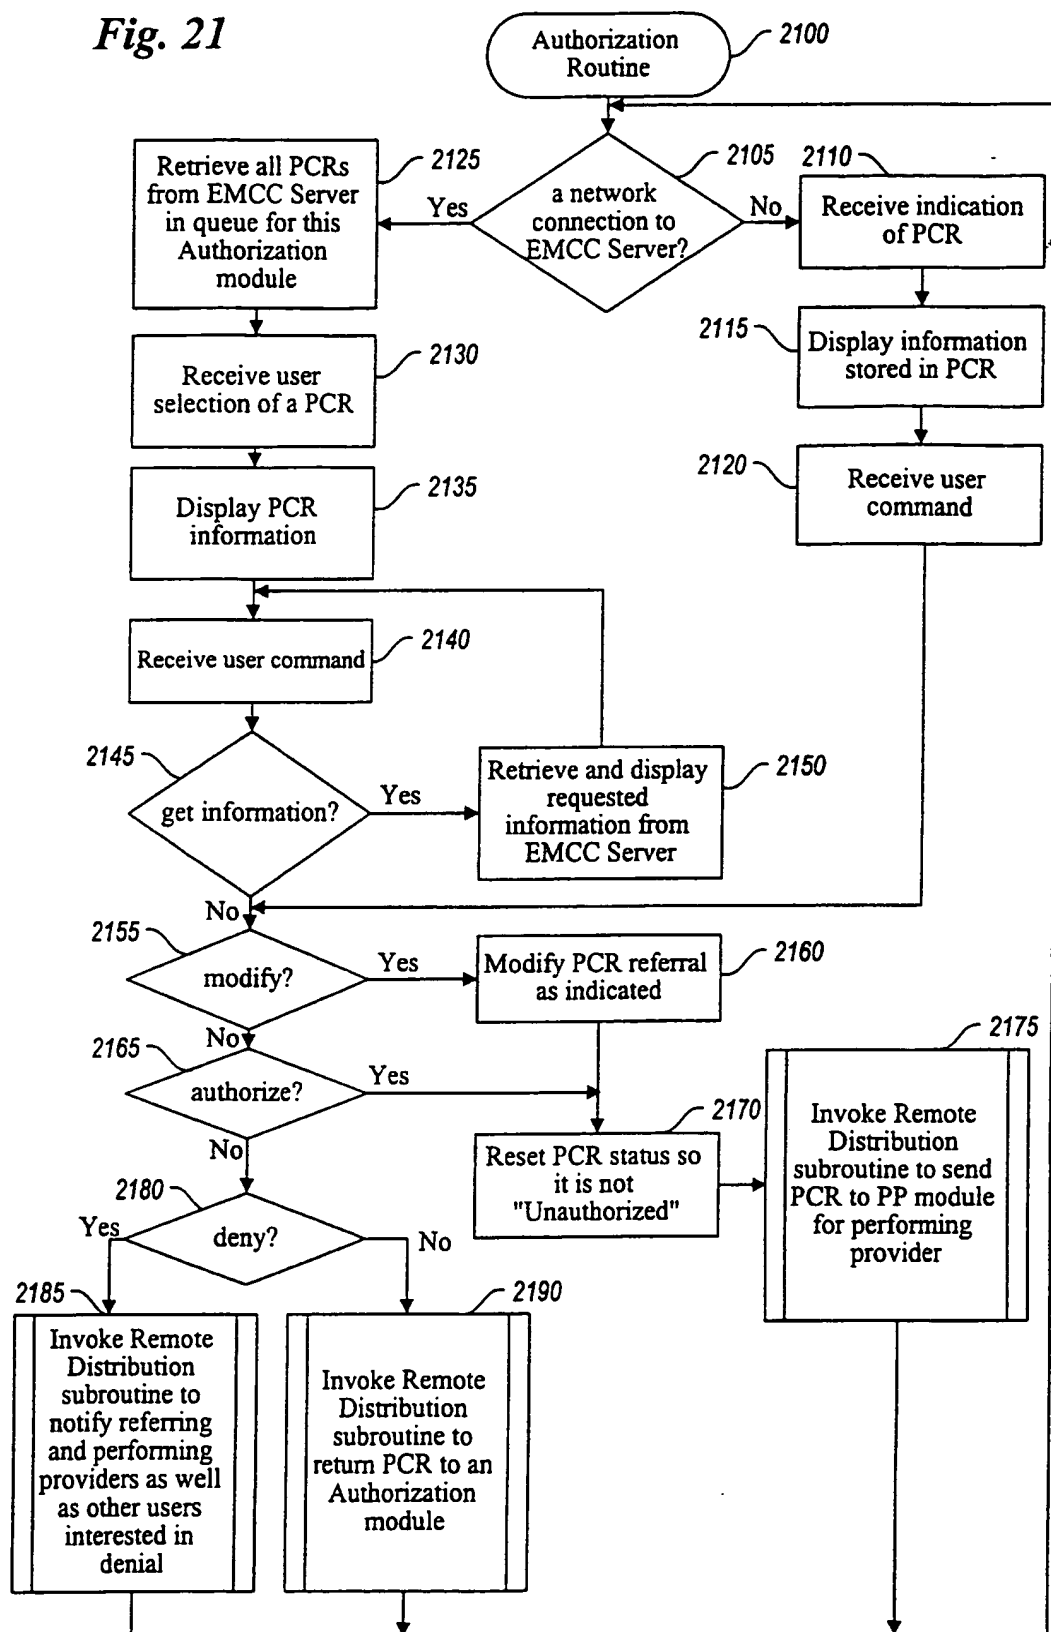 Fig. 21
Authorization
Routine
2100
Retrieve all PCRs
from EMCC Server
in queue for this
Authorization
module
2125
Yes
a network
connection to
EMCC Server?
2105
No
2110
Receive indication
of PCR
2115
Display information
stored in PCR
2130
Receive user
selection of a PCR
2120
Receive user
command
2135
Display PCR
information
2140
Receive user command
2145
get information?
Yes
Retrieve and display
requested
information from
EMCC Server
2150
No
2155
modify?
Yes
Modify PCR referral
as indicated
2160
No
2165
authorize?
Yes
2170
Reset PCR status so
it is not
"Unauthorized"
2175
Invoke Remote
Distribution
subroutine to send
PCR to PP module
for performing
provider
No
2180
Yes
deny?
No
2185
Invoke Remote
Distribution
subroutine to
notify referring
and performing
providers as well
as other users
interested in
denial
2190
Invoke Remote
Distribution
subroutine to
return PCR to an
Authorization
module